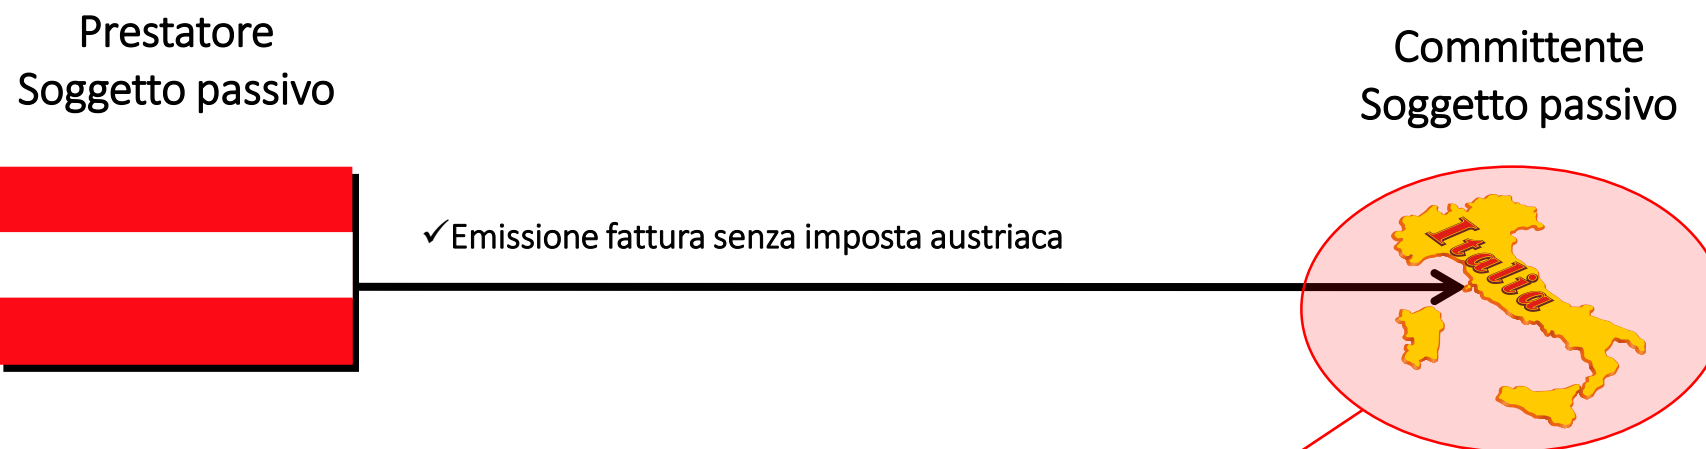 Prestatore
Soggetto passivo
Committente
Soggetto passivo
✓Emissione fattura senza imposta austriaca
Italia